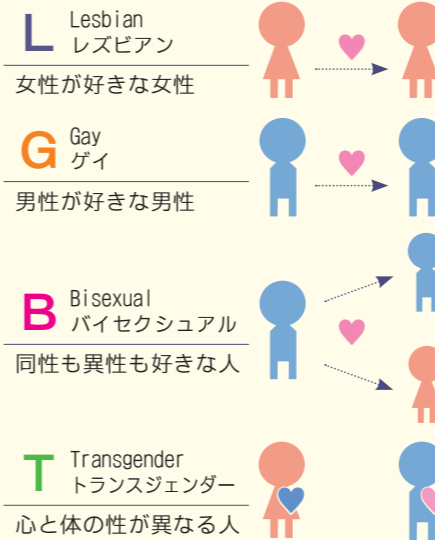 L Lesbian
レズビアン
女性が好きな女性
G Gay
ゲイ
男性が好きな男性
B Bisexual
バイセクシュアル
同性も異性も好きな人
T Transgender
トランスジェンダー
心と体の性が異なる人